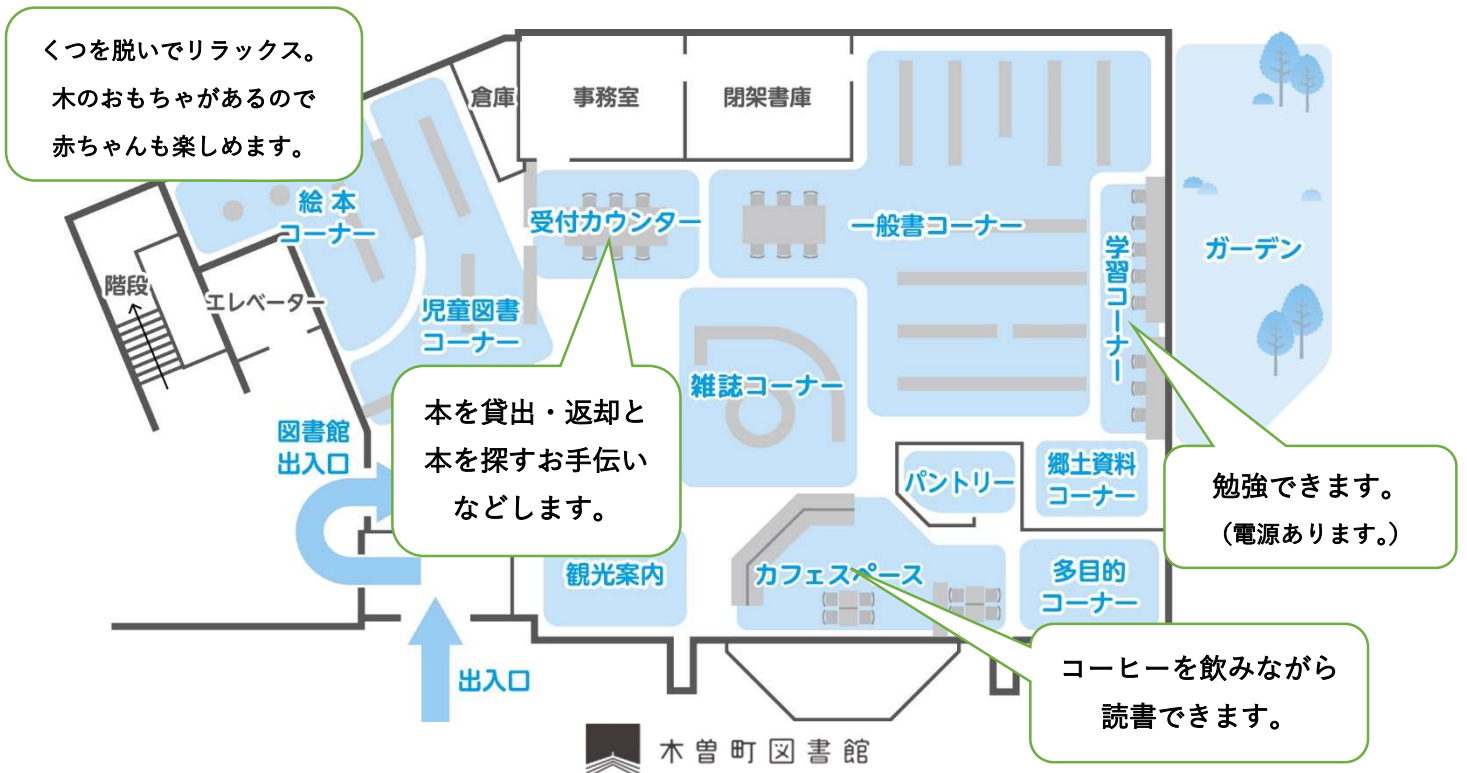 くつを脱いでリラックス。
木のおもちゃがあるので
赤ちゃんも楽しめます。
倉庫
事務室
閉架書庫
絵本
コーナー
受付カウンター
一般書コーナー
学習コーナー
ガーデン
階段
エレベーター
児童図書
コーナー
雑誌コーナー
本を貸出・返却と
本を探すお手伝い
などします。
図書館
出入口
パントリー
郷土資料
コーナー
勉強できます。
（電源あります。）
観光案内
カフェスペース
多目的
コーナー
コーヒーを飲みながら
読書できます。
出入口
木曽町図書館